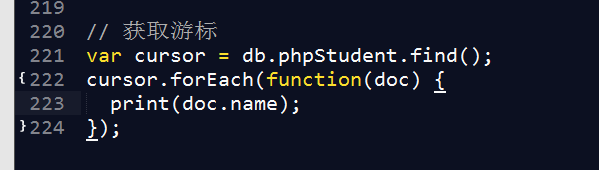 219
220 // 获取游标
221 var cursor = db.phpStudent.find();
{222 cursor.forEach(function(doc) {
223   print(doc.name);
}224 });